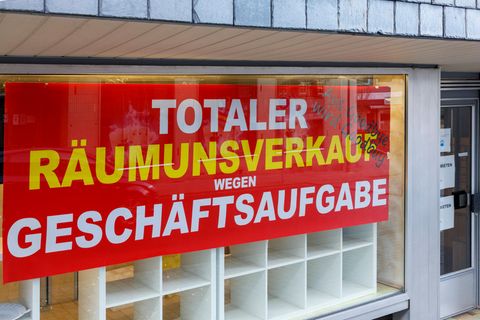 TOTALER
RÄUMUNSVERKAUF
WEGEN
GESCHÄFTSAUFGABE